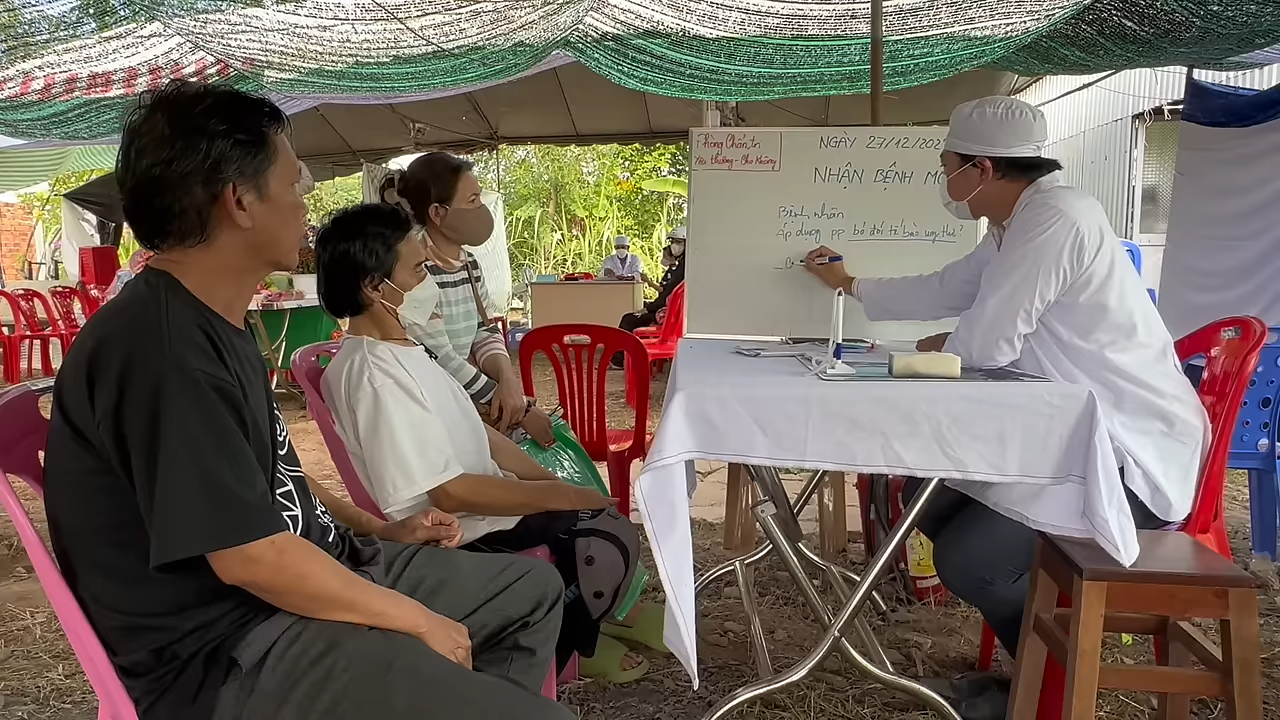 Phòng Chẩn trị
Yêu thương - Cho Không
NGÀY 27/12/202
NHẬN BỆNH MỚ
Bệnh nhân
Áp dụng pp bỏ đói tế bào ung thư?